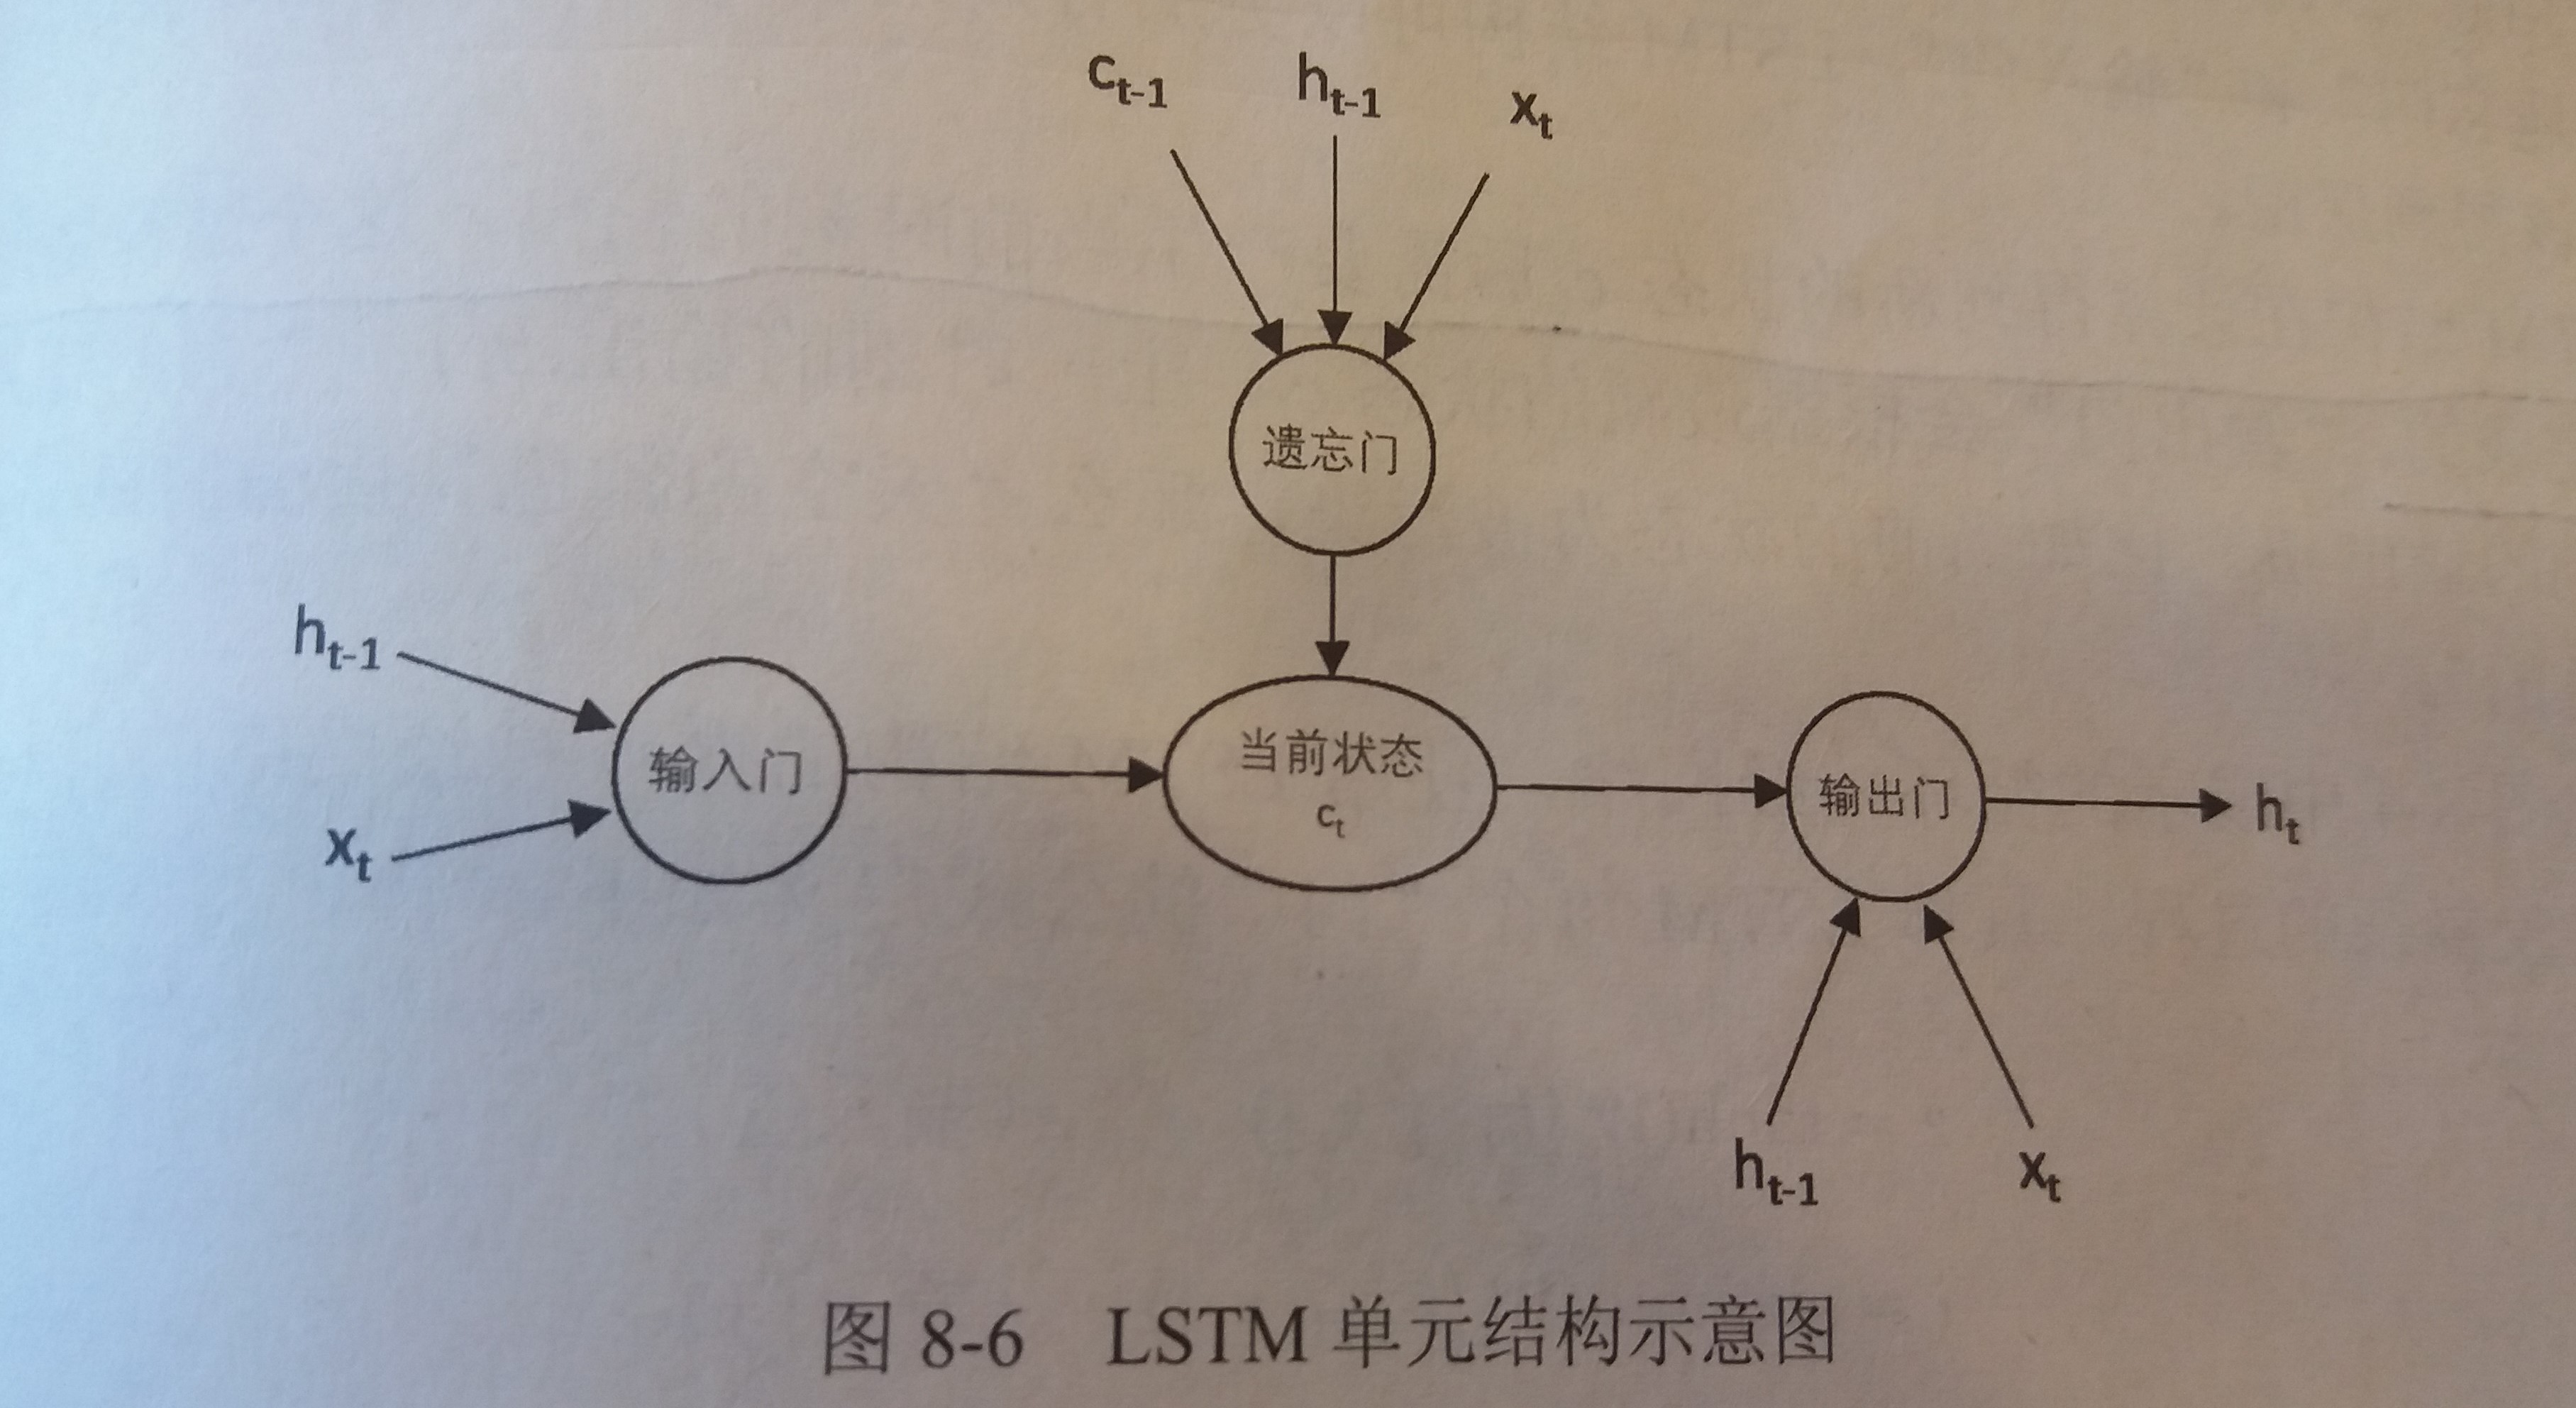 c_{t-1} h_{t-1} x_t
遗忘门
h_{t-1}
输入门
当前状态
c_t
输出门
h_t
x_t
h_{t-1} x_t
图 8-6 LSTM 单元结构示意图